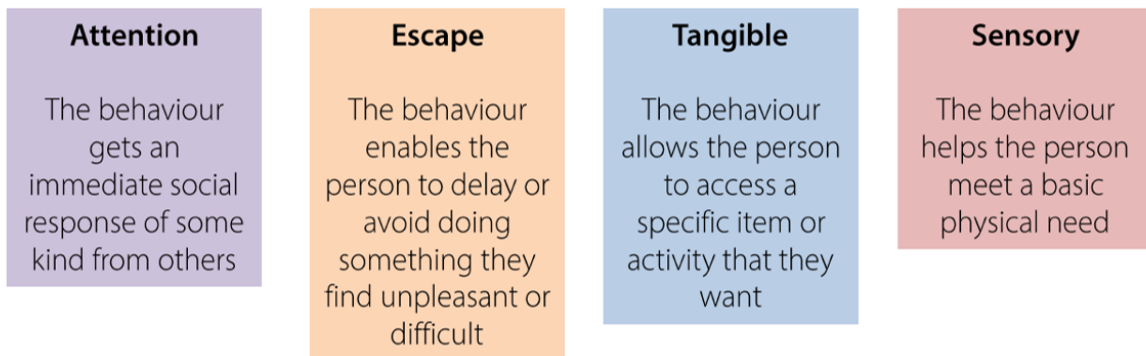 Attention
The behaviour
gets an
immediate social
response of some
kind from others
Escape
The behaviour
enables the
person to delay or
avoid doing
something they
find unpleasant or
difficult
Tangible
The behaviour
allows the person
to access a
specific item or
activity that they
want
Sensory
The behaviour
helps the person
meet a basic
physical need